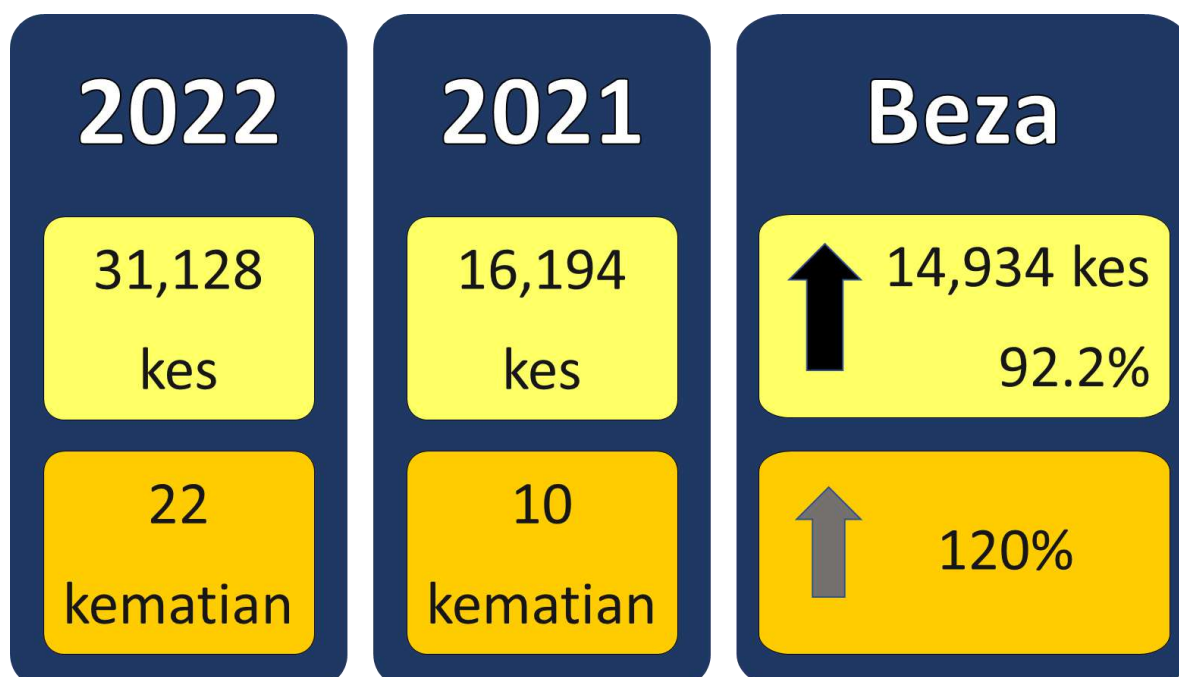 2022
31,128
kes
22
kematian
2021
16,194
kes
10
kematian
Beza
14,934 kes
92.2%
120%